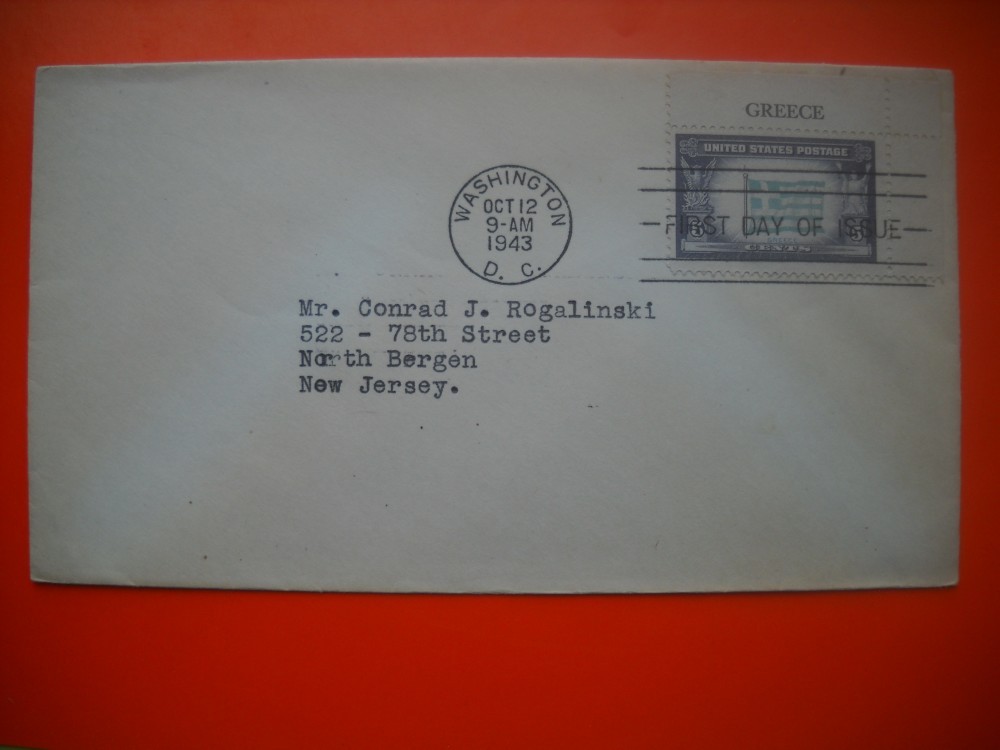 GREECE
UNITED STATES POSTAGE
WASHINGTON
OCT 12
9-AM
1943
D. C.
FIRST DAY OF ISSUE
Mr. Conrad J. Rogalinski
522 - 78th Street
North Bergen
New Jersey.